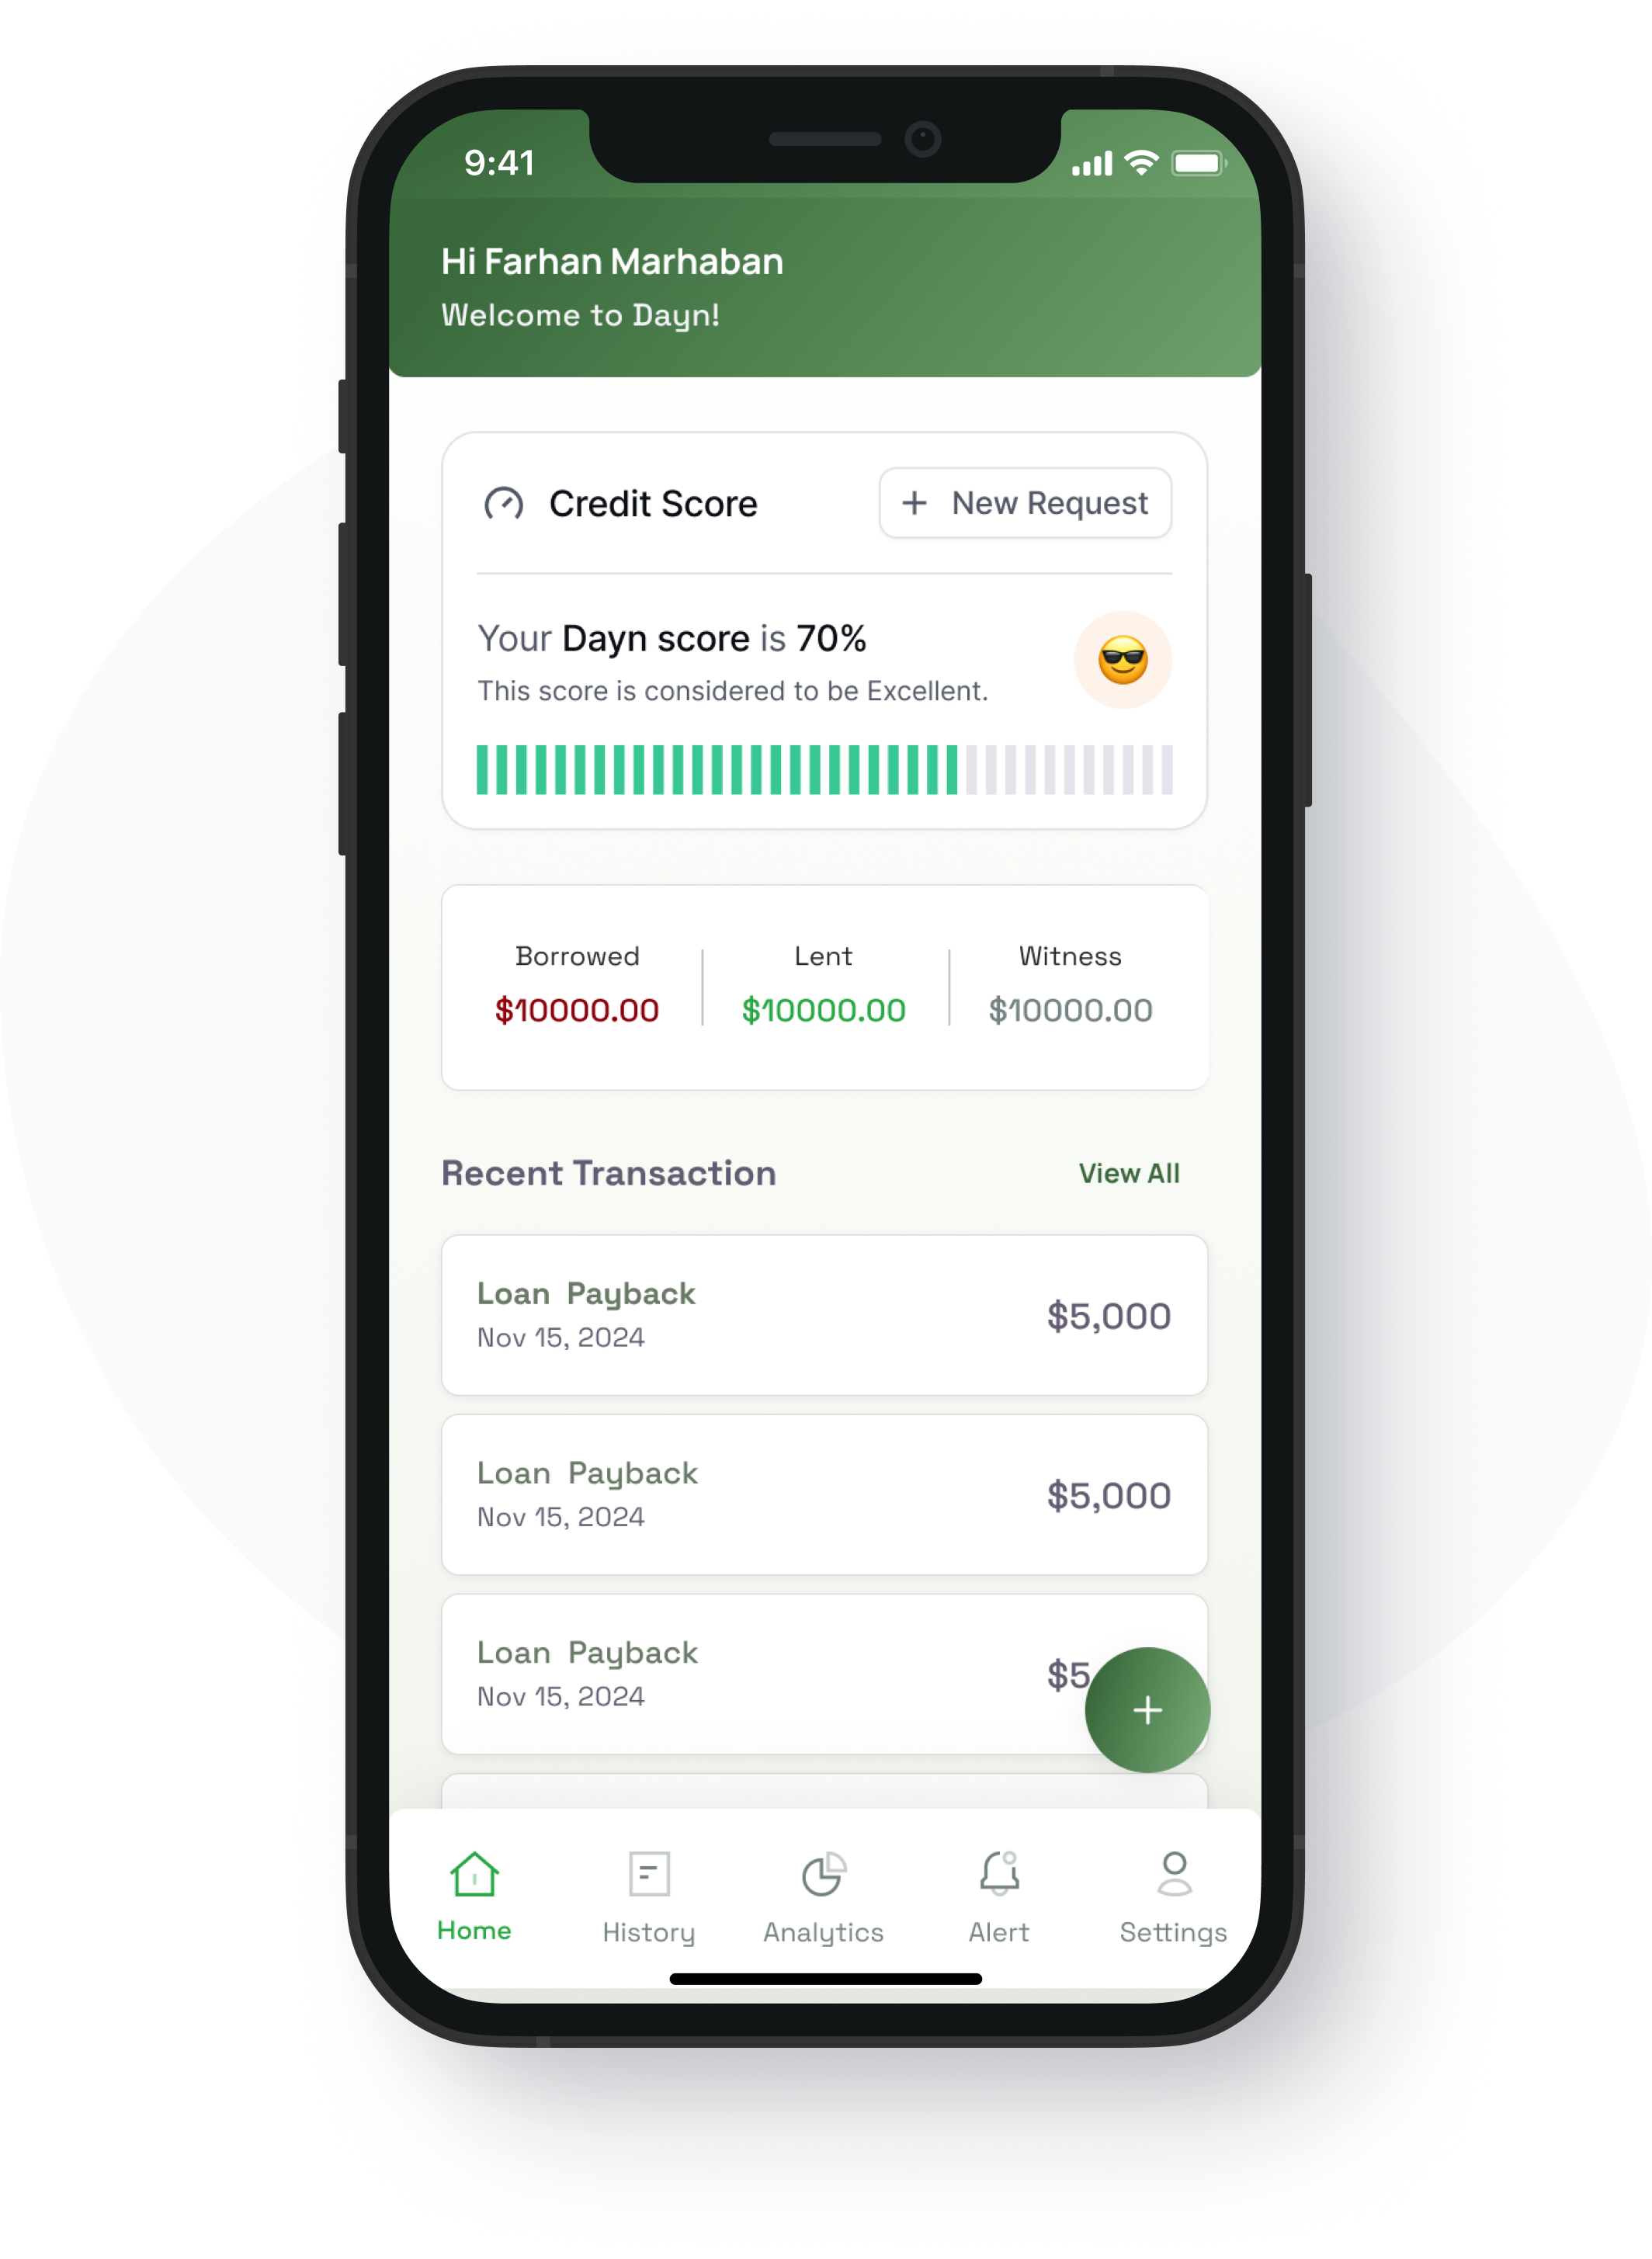 9:41
Hi Farhan Marhaban
Welcome to Dayn!
Credit Score
+ New Request
Your Dayn score is 70%
This score is considered to be Excellent.
Borrowed Lent Witness
$10000.00 $10000.00 $10000.00
Recent Transaction View All
Loan Payback
Nov 15, 2024
$5,000
Loan Payback
Nov 15, 2024
$5,000
Loan Payback
Nov 15, 2024
$5
+
Home History Analytics Alert Settings